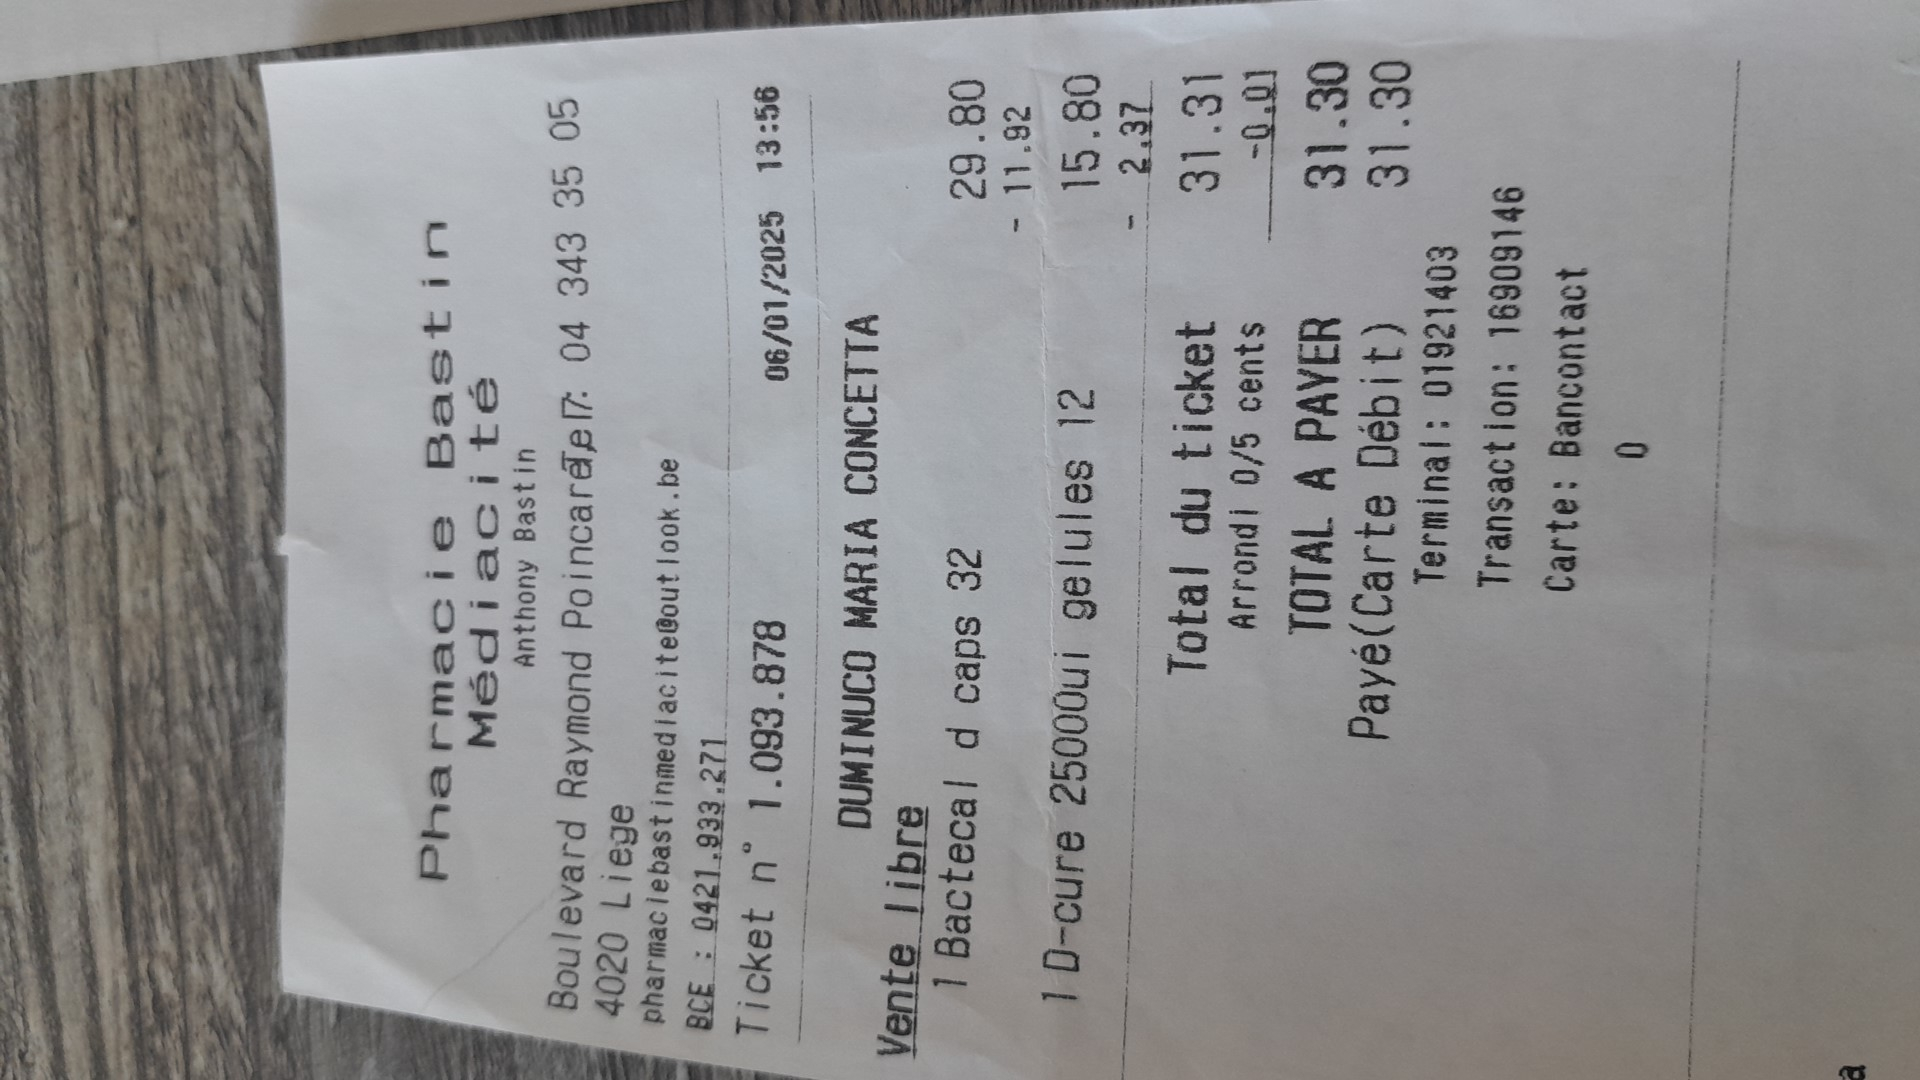 Pharmacie Bastin
Médiacité
Anthony Bastin
Boulevard Raymond Poincaré, 7 Tel : 04 343 35 05
4020 Liege
pharmaciebastinmediacite@outlook.be
BCE : 0421.933.271
Ticket n° 1.093.878 06/01/2025 13:56
DUMINUCO MARIA CONCETTA
Vente libre
1 Bactecal d caps 32 29.80
- 11.92
1 D-cure 25000ui gelules 12 15.80
- 2.37
Total du ticket 31.31
Arrondi 0/5 cents -0.01
TOTAL A PAYER 31.30
Payé(Carte Débit) 31.30
Terminal: 01921403
Transaction: 16909146
Carte: Bancontact
0